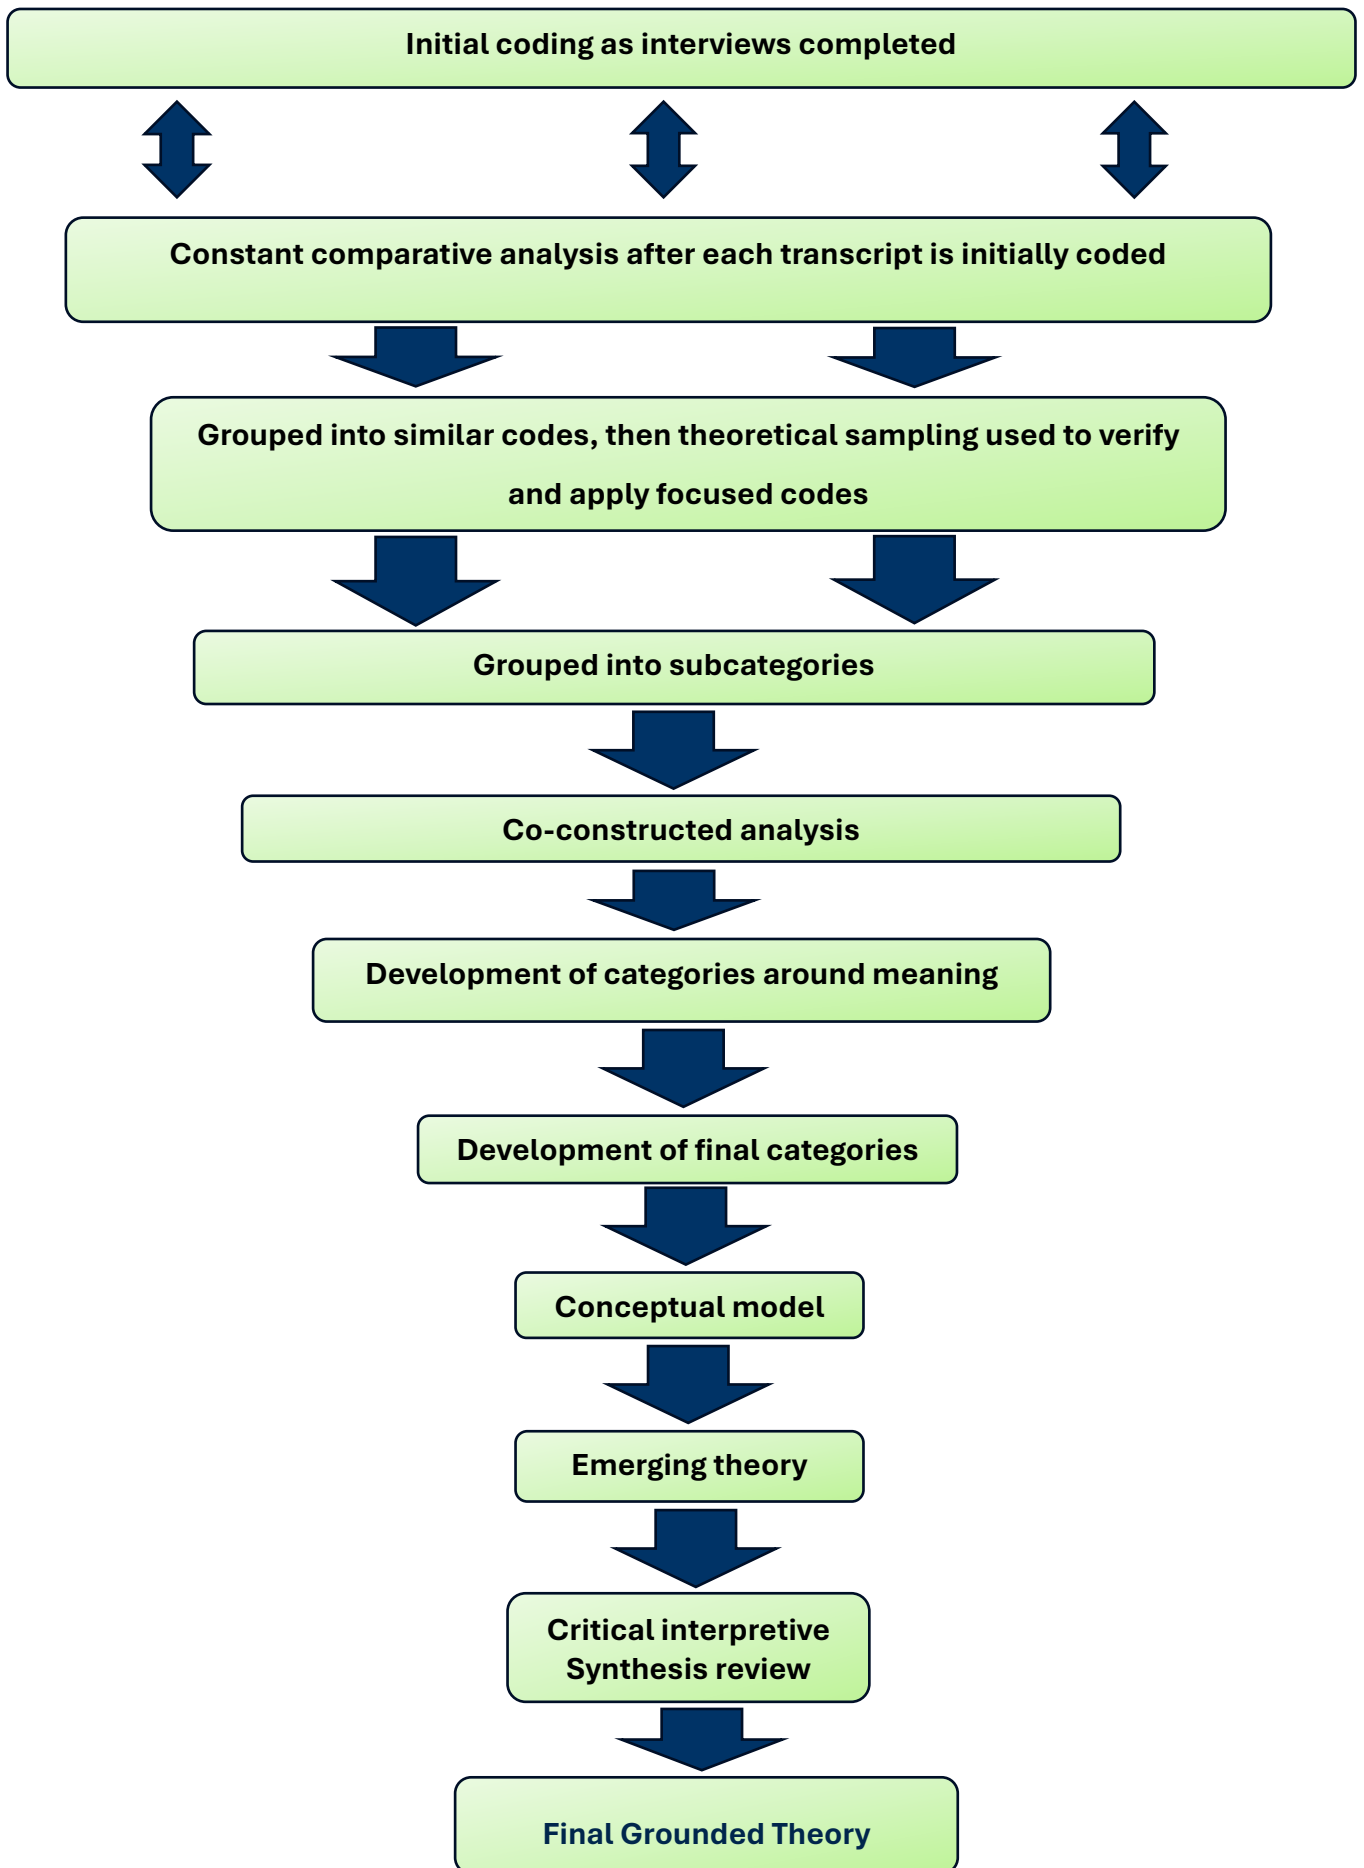 Initial coding as interviews completed
Constant comparative analysis after each transcript is initially coded
Grouped into similar codes, then theoretical sampling used to verify
and apply focused codes
Grouped into subcategories
Co-constructed analysis
Development of categories around meaning
Development of final categories
Conceptual model
Emerging theory
Critical interpretive
Synthesis review
Final Grounded Theory